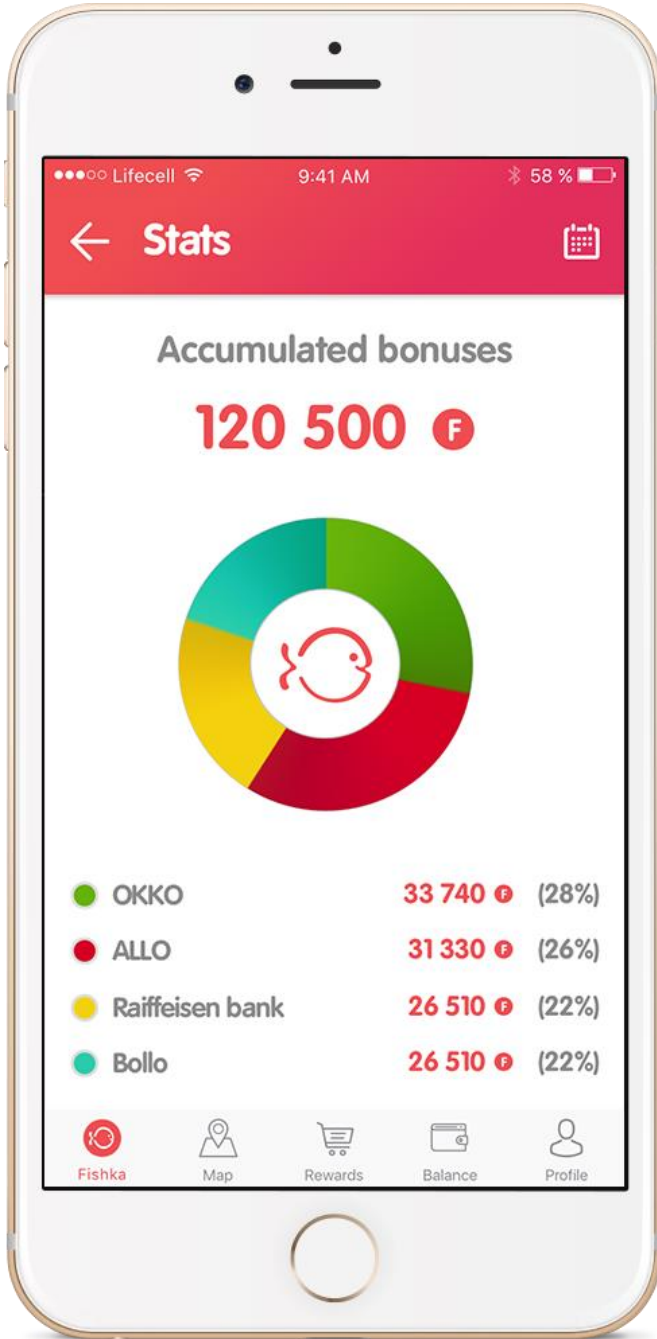 Lifecell 9:41 AM 58 %
Stats
Accumulated bonuses
120 500 F
OKKO 33 740 F (28%)
ALLO 31 330 F (26%)
Raiffeisen bank 26 510 F (22%)
Bollo 26 510 F (22%)
Fishka Map Rewards Balance Profile